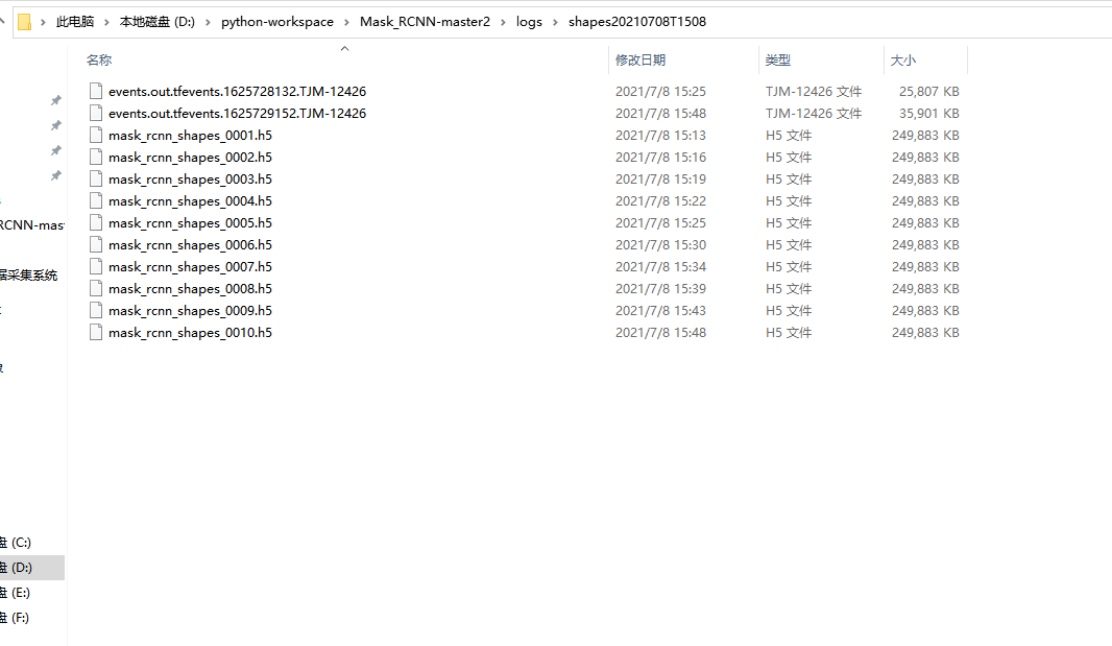 此电脑 › 本地磁盘 (D:) › python-workspace › Mask_RCNN-master2 › logs › shapes20210708T1508
名称 修改日期 类型 大小
events.out.tfevents.1625728132.TJM-12426 2021/7/8 15:25 TJM-12426 文件 25,807 KB
events.out.tfevents.1625729152.TJM-12426 2021/7/8 15:48 TJM-12426 文件 35,901 KB
mask_rcnn_shapes_0001.h5 2021/7/8 15:13 H5 文件 249,883 KB
mask_rcnn_shapes_0002.h5 2021/7/8 15:16 H5 文件 249,883 KB
mask_rcnn_shapes_0003.h5 2021/7/8 15:19 H5 文件 249,883 KB
mask_rcnn_shapes_0004.h5 2021/7/8 15:22 H5 文件 249,883 KB
mask_rcnn_shapes_0005.h5 2021/7/8 15:25 H5 文件 249,883 KB
mask_rcnn_shapes_0006.h5 2021/7/8 15:30 H5 文件 249,883 KB
mask_rcnn_shapes_0007.h5 2021/7/8 15:34 H5 文件 249,883 KB
mask_rcnn_shapes_0008.h5 2021/7/8 15:39 H5 文件 249,883 KB
mask_rcnn_shapes_0009.h5 2021/7/8 15:43 H5 文件 249,883 KB
mask_rcnn_shapes_0010.h5 2021/7/8 15:48 H5 文件 249,883 KB
RCNN-mas
据采集系统
盘 (C:)
盘 (D:)
盘 (E:)
盘 (F:)